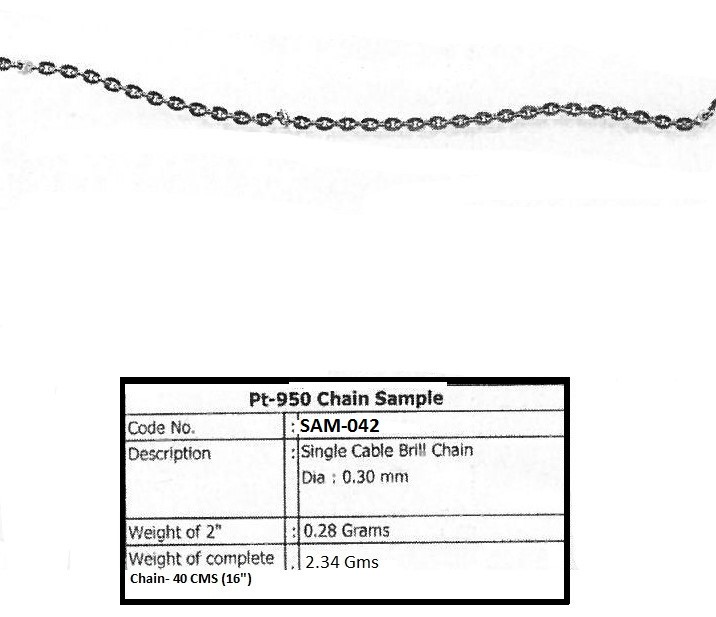 Pt-950 Chain Sample
Code No. : SAM-042
Description : Single Cable Brill Chain
Dia : 0.30 mm
Weight of 2" : 0.28 Grams
Weight of complete : 2.34 Gms
Chain- 40 CMS (16")